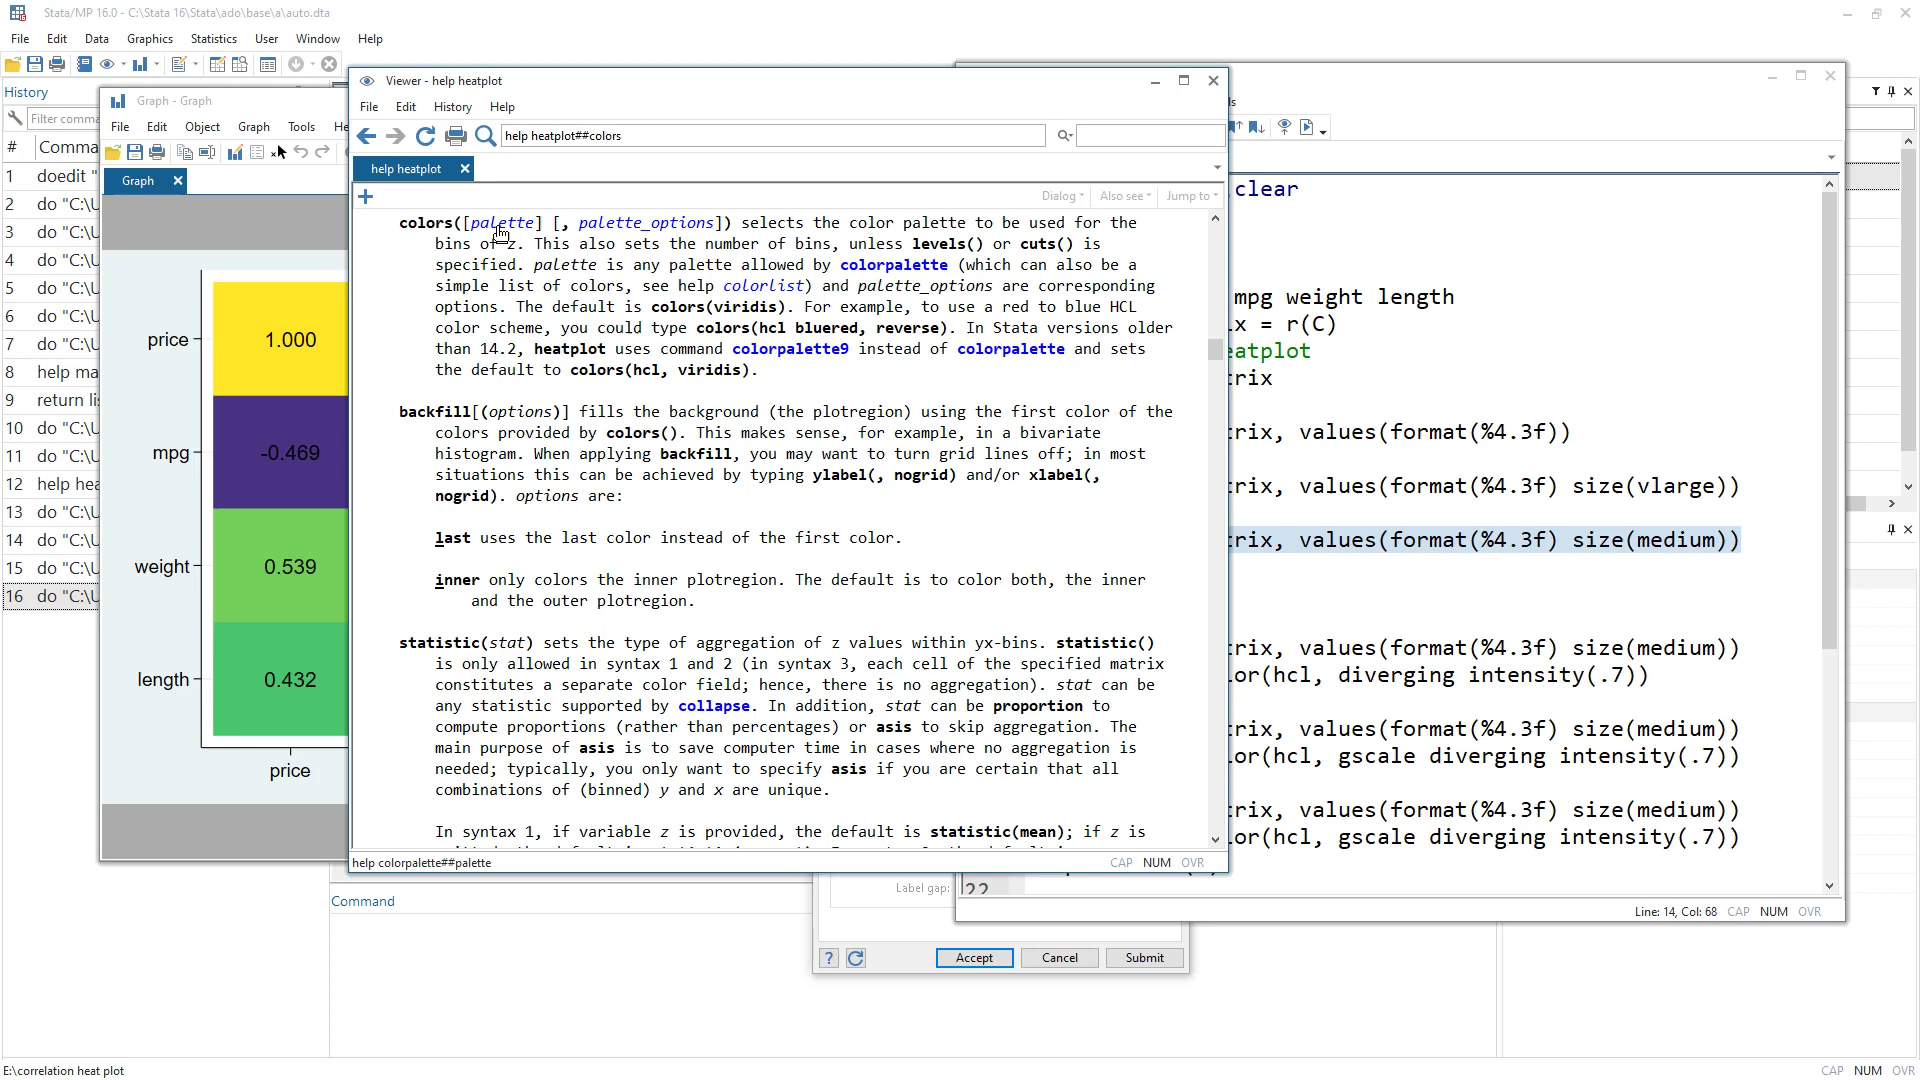 Stata/MP 16.0 - C:\Stata 16\Stata\ado\base\a\auto.dta
File Edit Data Graphics Statistics User Window Help
History
Filter comma
# Comma
1 doedit "
2 do "C:\U
3 do "C:\U
4 do "C:\U
5 do "C:\U
6 do "C:\U
7 do "C:\U
8 help ma
9 return li
10 do "C:\U
11 do "C:\U
12 help hea
13 do "C:\U
14 do "C:\U
15 do "C:\U
16 do "C:\U
Graph - Graph
File Edit Object Graph Tools He
Graph
price 1.000
mpg -0.469
weight 0.539
length 0.432
price
Viewer - help heatplot
File Edit History Help
help heatplot##colors
help heatplot
Dialog Also see Jump to
colors([palette] [, palette_options]) selects the color palette to be used for the
bins of z. This also sets the number of bins, unless levels() or cuts() is
specified. palette is any palette allowed by colorpalette (which can also be a
simple list of colors, see help colorlist) and palette_options are corresponding
options. The default is colors(viridis). For example, to use a red to blue HCL
color scheme, you could type colors(hcl bluered, reverse). In Stata versions older
than 14.2, heatplot uses command colorpalette9 instead of colorpalette and sets
the default to colors(hcl, viridis).
backfill[(options)] fills the background (the plotregion) using the first color of the
colors provided by colors(). This makes sense, for example, in a bivariate
histogram. When applying backfill, you may want to turn grid lines off; in most
situations this can be achieved by typing ylabel(, nogrid) and/or xlabel(,
nogrid). options are:
last uses the last color instead of the first color.
inner only colors the inner plotregion. The default is to color both, the inner
and the outer plotregion.
statistic(stat) sets the type of aggregation of z values within yx-bins. statistic()
is only allowed in syntax 1 and 2 (in syntax 3, each cell of the specified matrix
constitutes a separate color field; hence, there is no aggregation). stat can be
any statistic supported by collapse. In addition, stat can be proportion to
compute proportions (rather than percentages) or asis to skip aggregation. The
main purpose of asis is to save computer time in cases where no aggregation is
needed; typically, you only want to specify asis if you are certain that all
combinations of (binned) y and x are unique.
In syntax 1, if variable z is provided, the default is statistic(mean); if z is
help colorpalette##palette
CAP NUM OVR
ls
clear
mpg weight length
ix = r(C)
eatplot
trix
trix, values(format(%4.3f))
trix, values(format(%4.3f) size(vlarge))
trix, values(format(%4.3f) size(medium))
trix, values(format(%4.3f) size(medium))
lor(hcl, diverging intensity(.7))
trix, values(format(%4.3f) size(medium))
lor(hcl, gscale diverging intensity(.7))
trix, values(format(%4.3f) size(medium))
lor(hcl, gscale diverging intensity(.7))
22
Line: 14, Col: 68 CAP NUM OVR
Label gap:
Accept Cancel Submit
Command
E:\correlation heat plot
CAP NUM OVR